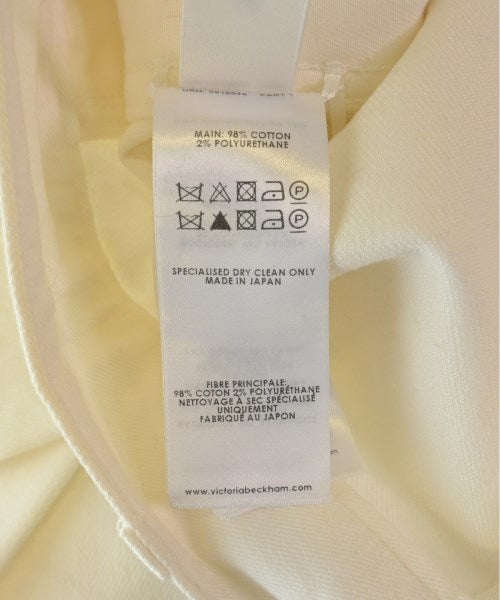 MAIN: 98% COTTON
2% POLYURETHANE
P
P
SPECIALISED DRY CLEAN ONLY
MADE IN JAPAN
FIBRE PRINCIPALE:
98% COTON 2% POLYURÉTHANE
NETTOYAGE À SEC SPÉCIALISÉ
UNIQUEMENT
FABRIQUÉ AU JAPON
www.victoriabeckham.com